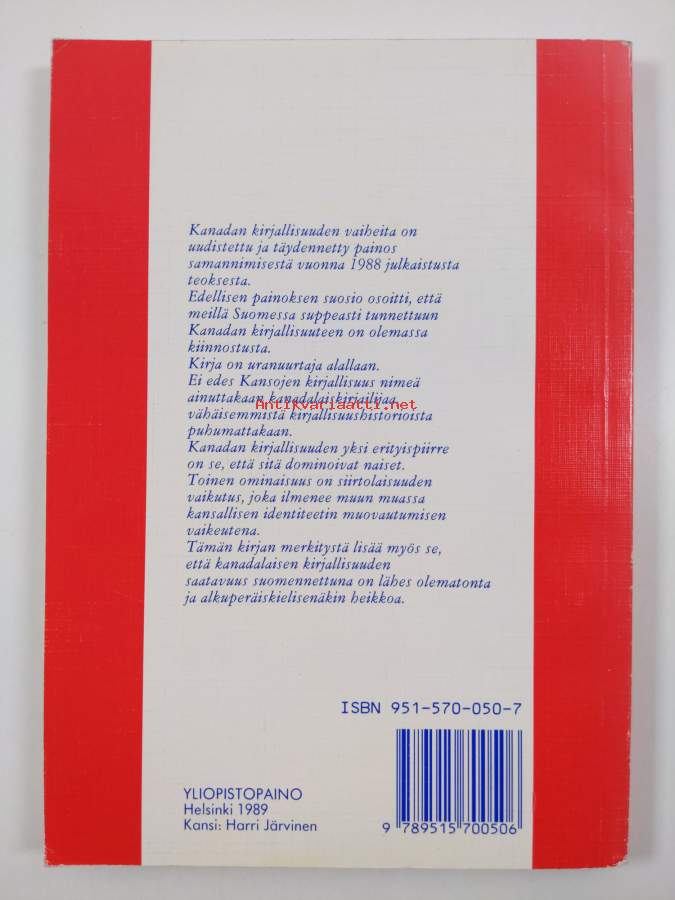 Kanadan kirjallisuuden vaiheita on
uudistettu ja täydennetty painos
samannimisestä vuonna 1988 julkaistusta
teoksesta.
Edellisen painoksen suosio osoitti, että
meillä Suomessa suppeasti tunnettuun
Kanadan kirjallisuuteen on olemassa
kiinnostusta.
Kirja on uranuurtaja alallaan.
Ei edes Kansojen kirjallisuus nimeä
ainuttakaan kanadalaiskirjailijaa
Antikvariaatti.net
vähäisemmistä kirjallisuushistorioista
puhumattakaan.
Kanadan kirjallisuuden yksi erityispiirre
on se, että sitä dominoivat naiset.
Toinen ominaisuus on siirtolaisuuden
vaikutus, joka ilmenee muun muassa
kansallisen identiteetin muovautumisen
vaikeutena.
Tämän kirjan merkitystä lisää myös se,
että kanadalaisen kirjallisuuden
saatavuus suomennettuna on lähes olematonta
ja alkuperäiskielisenäkin heikkoa.
ISBN 951-570-050-7
YLIOPISTOPAINO
Helsinki 1989
Kansi: Harri Järvinen
9 789515 700506